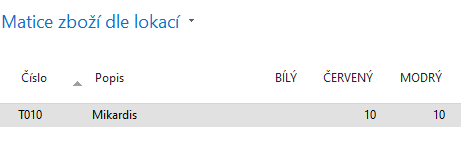 Matice zboží dle lokací
Číslo Popis BÍLÝ ČERVENÝ MODRÝ
T010 Mikardis 10 10